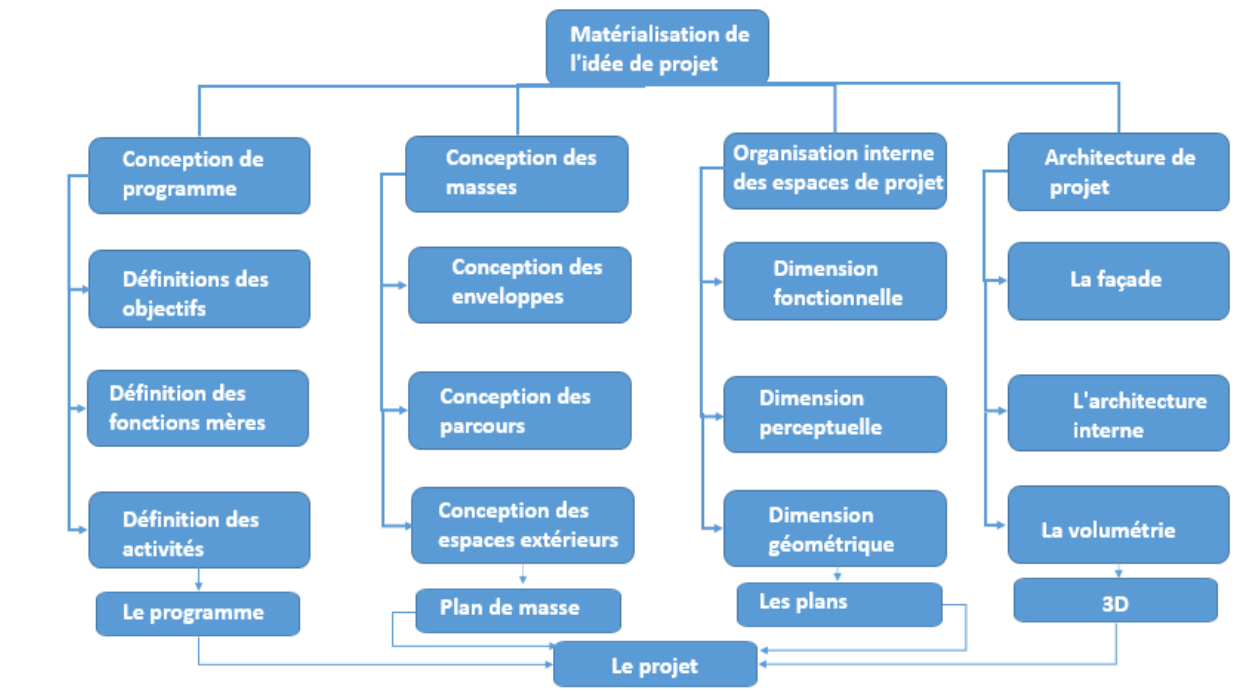 Matérialisation de
l'idée de projet
Conception de
programme
Conception des
masses
Organisation interne
des espaces de projet
Architecture de
projet
Définitions des
objectifs
Conception des
enveloppes
Dimension
fonctionnelle
La façade
Définition des
fonctions mères
Conception des
parcours
Dimension
perceptuelle
L'architecture
interne
Définition des
activités
Conception des
espaces extérieurs
Dimension
géométrique
La volumétrie
Le programme
Plan de masse
Les plans
3D
Le projet